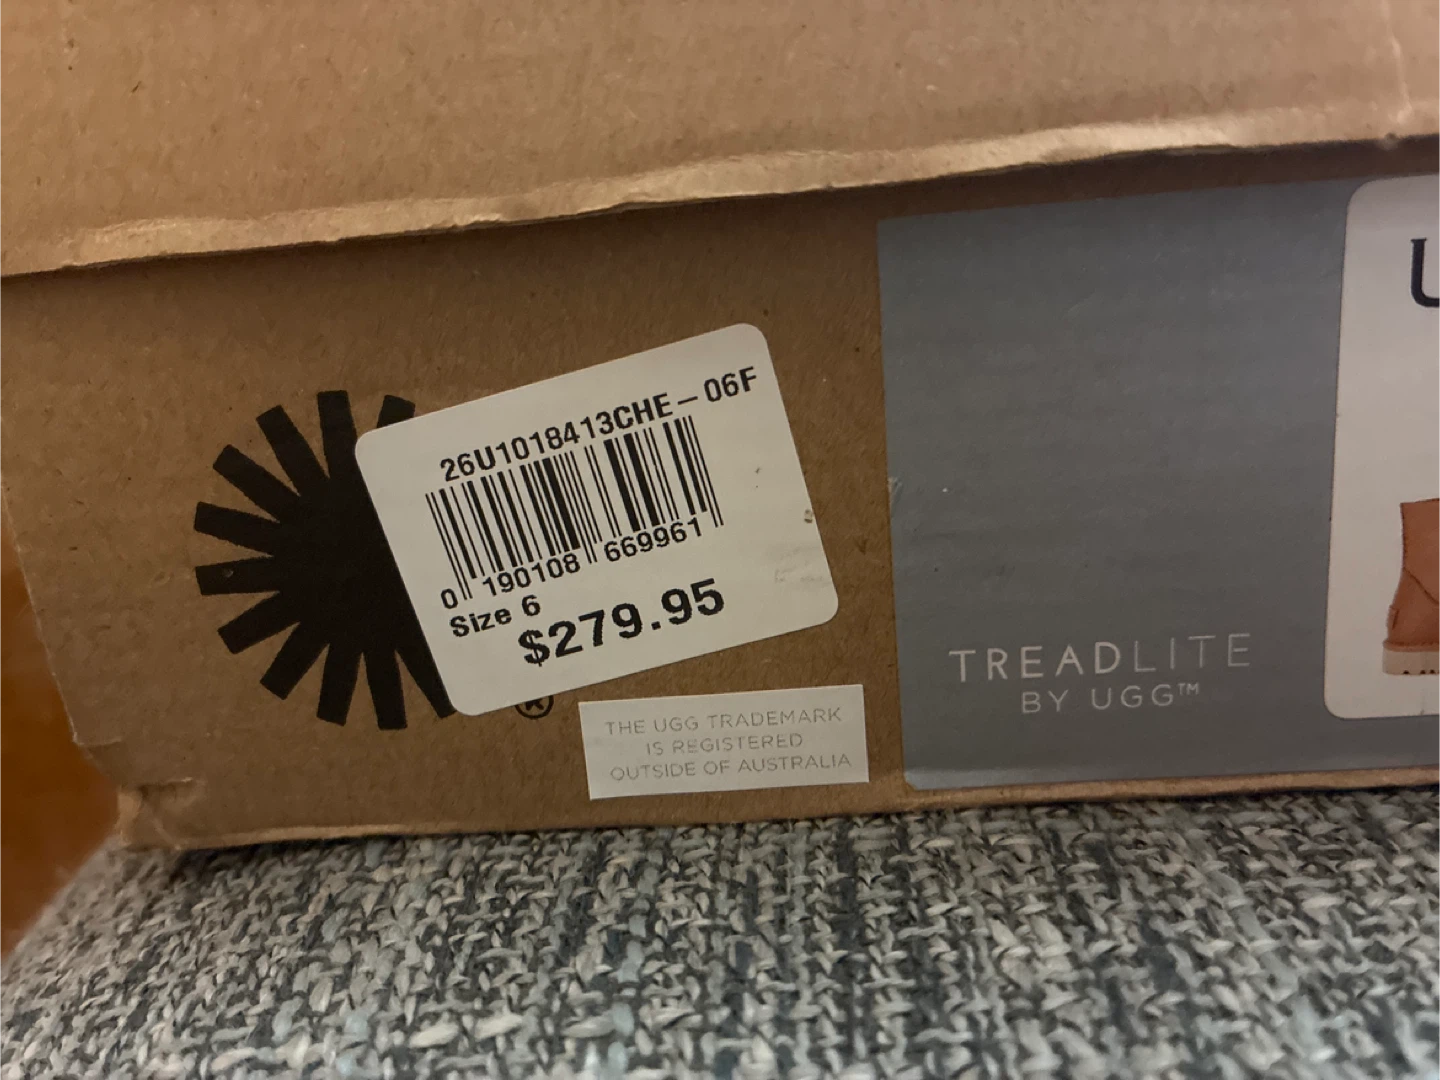 26U1018413CHE-06F
0 190108 669961
Size 6
$279.95
®
THE UGG TRADEMARK
IS REGISTERED
OUTSIDE OF AUSTRALIA
TREADLITE
BY UGG™
U